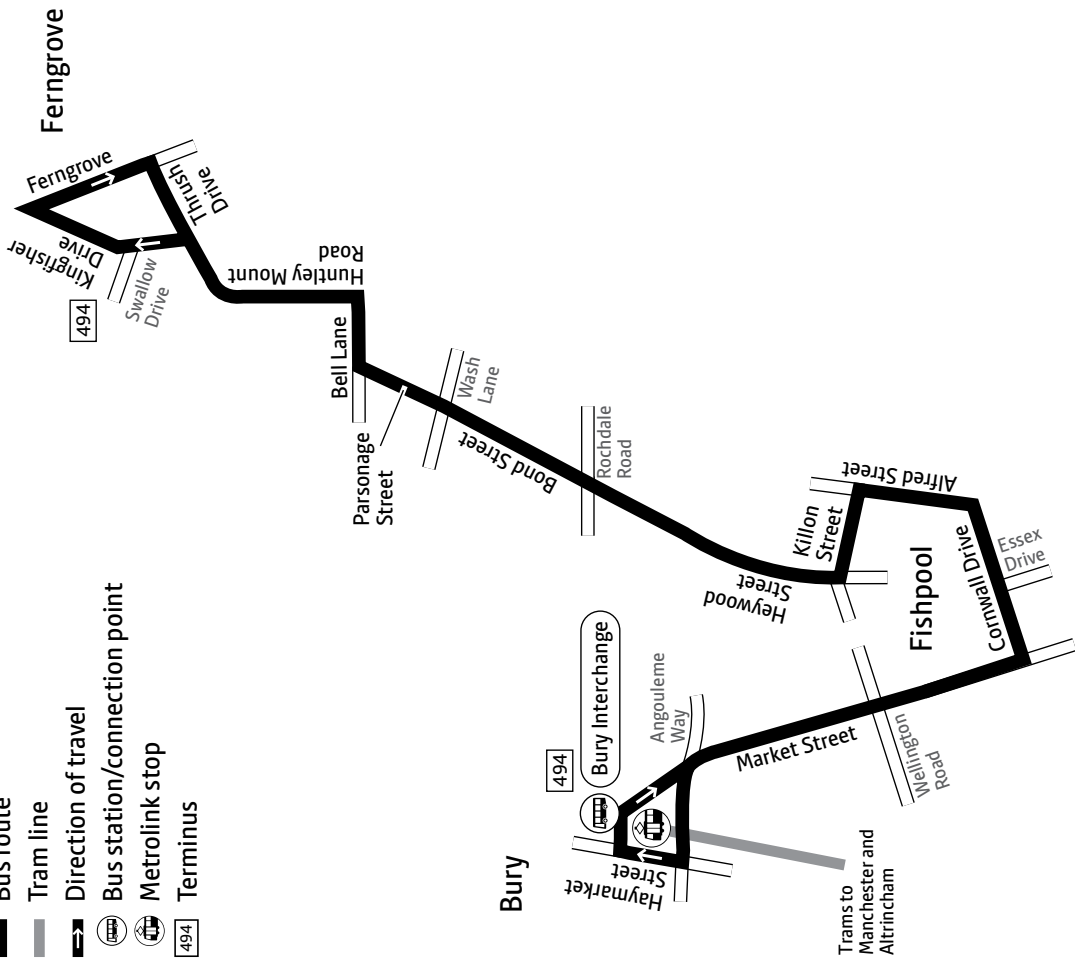 Bus route
Tram line
Direction of travel
Bus station/connection point
Metrolink stop
494
Terminus
Ferngrove
Ferngrove
Thrush
Drive
Kingfisher
Drive
494
Swallow
Drive
Huntley Mount
Road
Bell Lane
Parsonage
Street
Wash
Lane
Bond Street
Rochdale
Road
Heywood
Street
Killon
Street
Alfred Street
Fishpool
Cornwall Drive
Essex
Drive
Bury
494
Bury Interchange
Angouleme
Way
Haymarket
Street
Market Street
Wellington
Road
Trams to
Manchester and
Altrincham